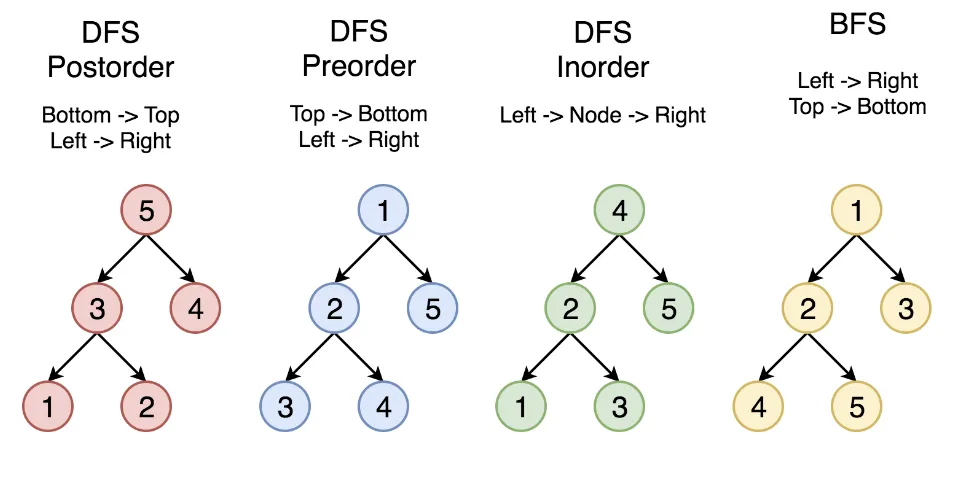 DFS
Postorder
Bottom -> Top
Left -> Right
5
3
4
1
2
DFS
Preorder
Top -> Bottom
Left -> Right
1
2
5
3
4
DFS
Inorder
Left -> Node -> Right
4
2
5
1
3
BFS
Left -> Right
Top -> Bottom
1
2
3
4
5